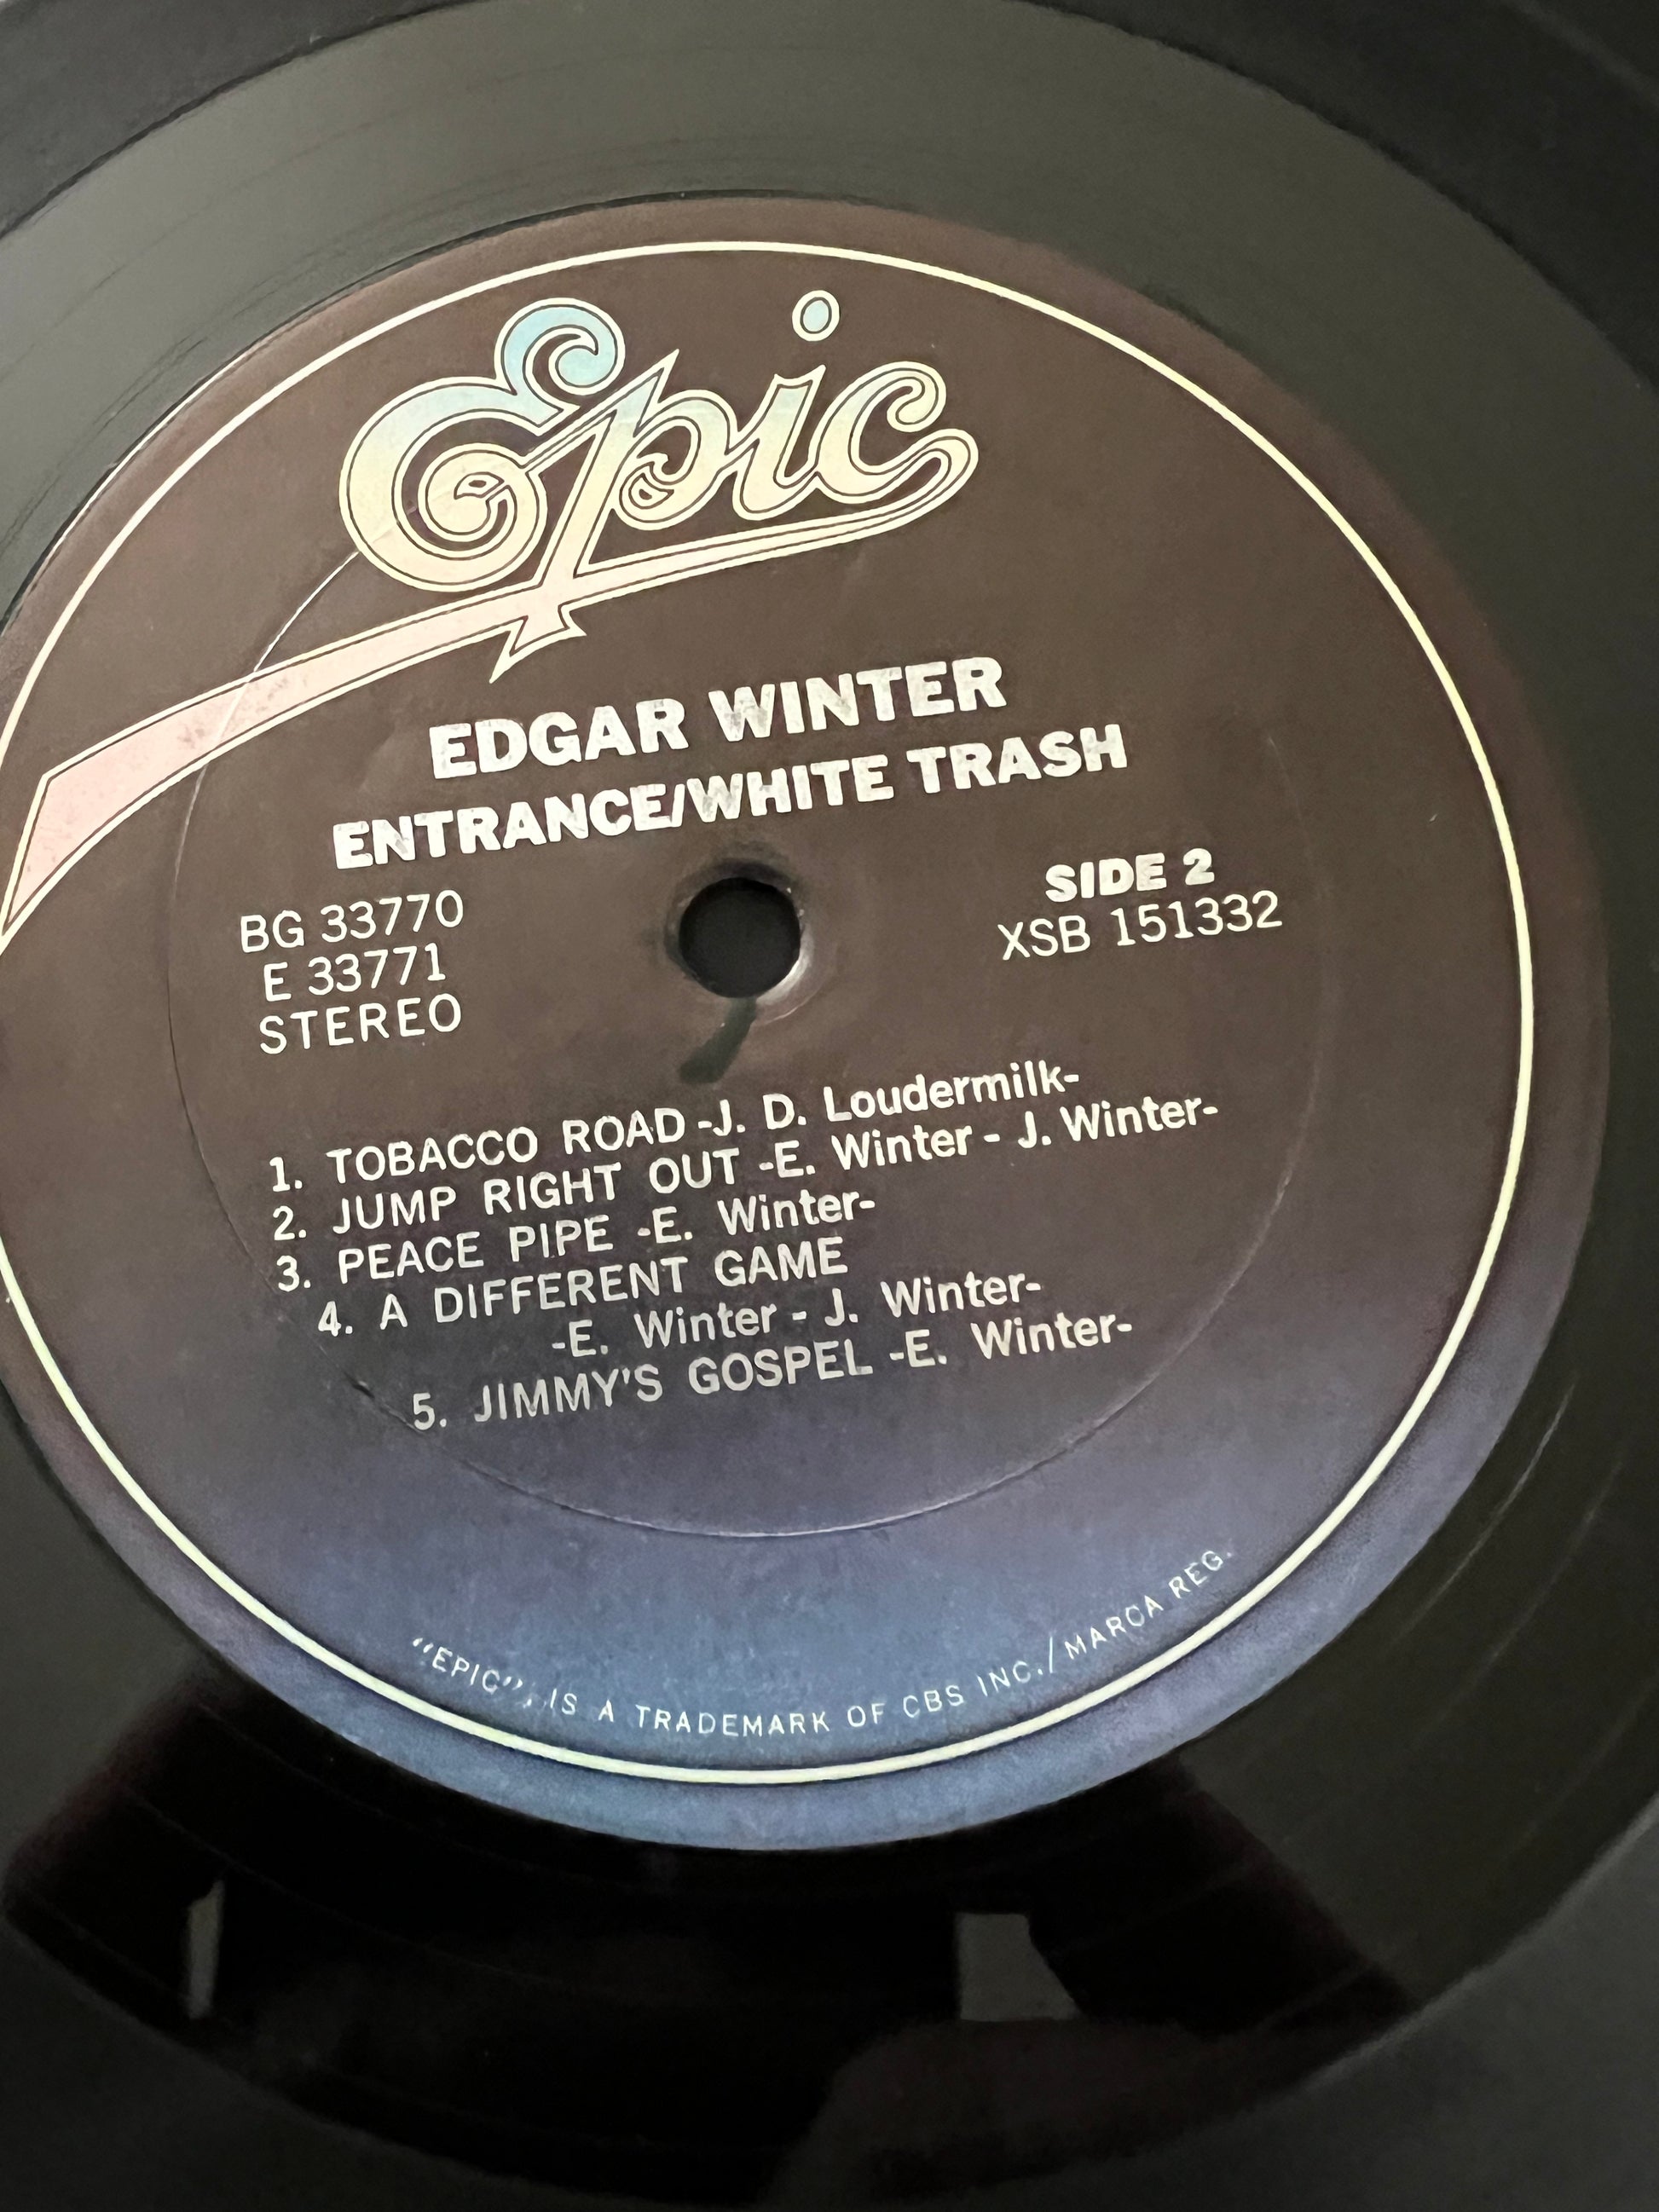 Epic
EDGAR WINTER
ENTRANCE/WHITE TRASH
BG 33770
E 33771
STEREO
SIDE 2
XSB 151332
1. TOBACCO ROAD -J. D. Loudermilk-
2. JUMP RIGHT OUT -E. Winter - J. Winter-
3. PEACE PIPE -E. Winter-
4. A DIFFERENT GAME
-E. Winter - J. Winter-
5. JIMMY'S GOSPEL -E. Winter-
"EPIC" IS A TRADEMARK OF CBS INC./MARCA REG.